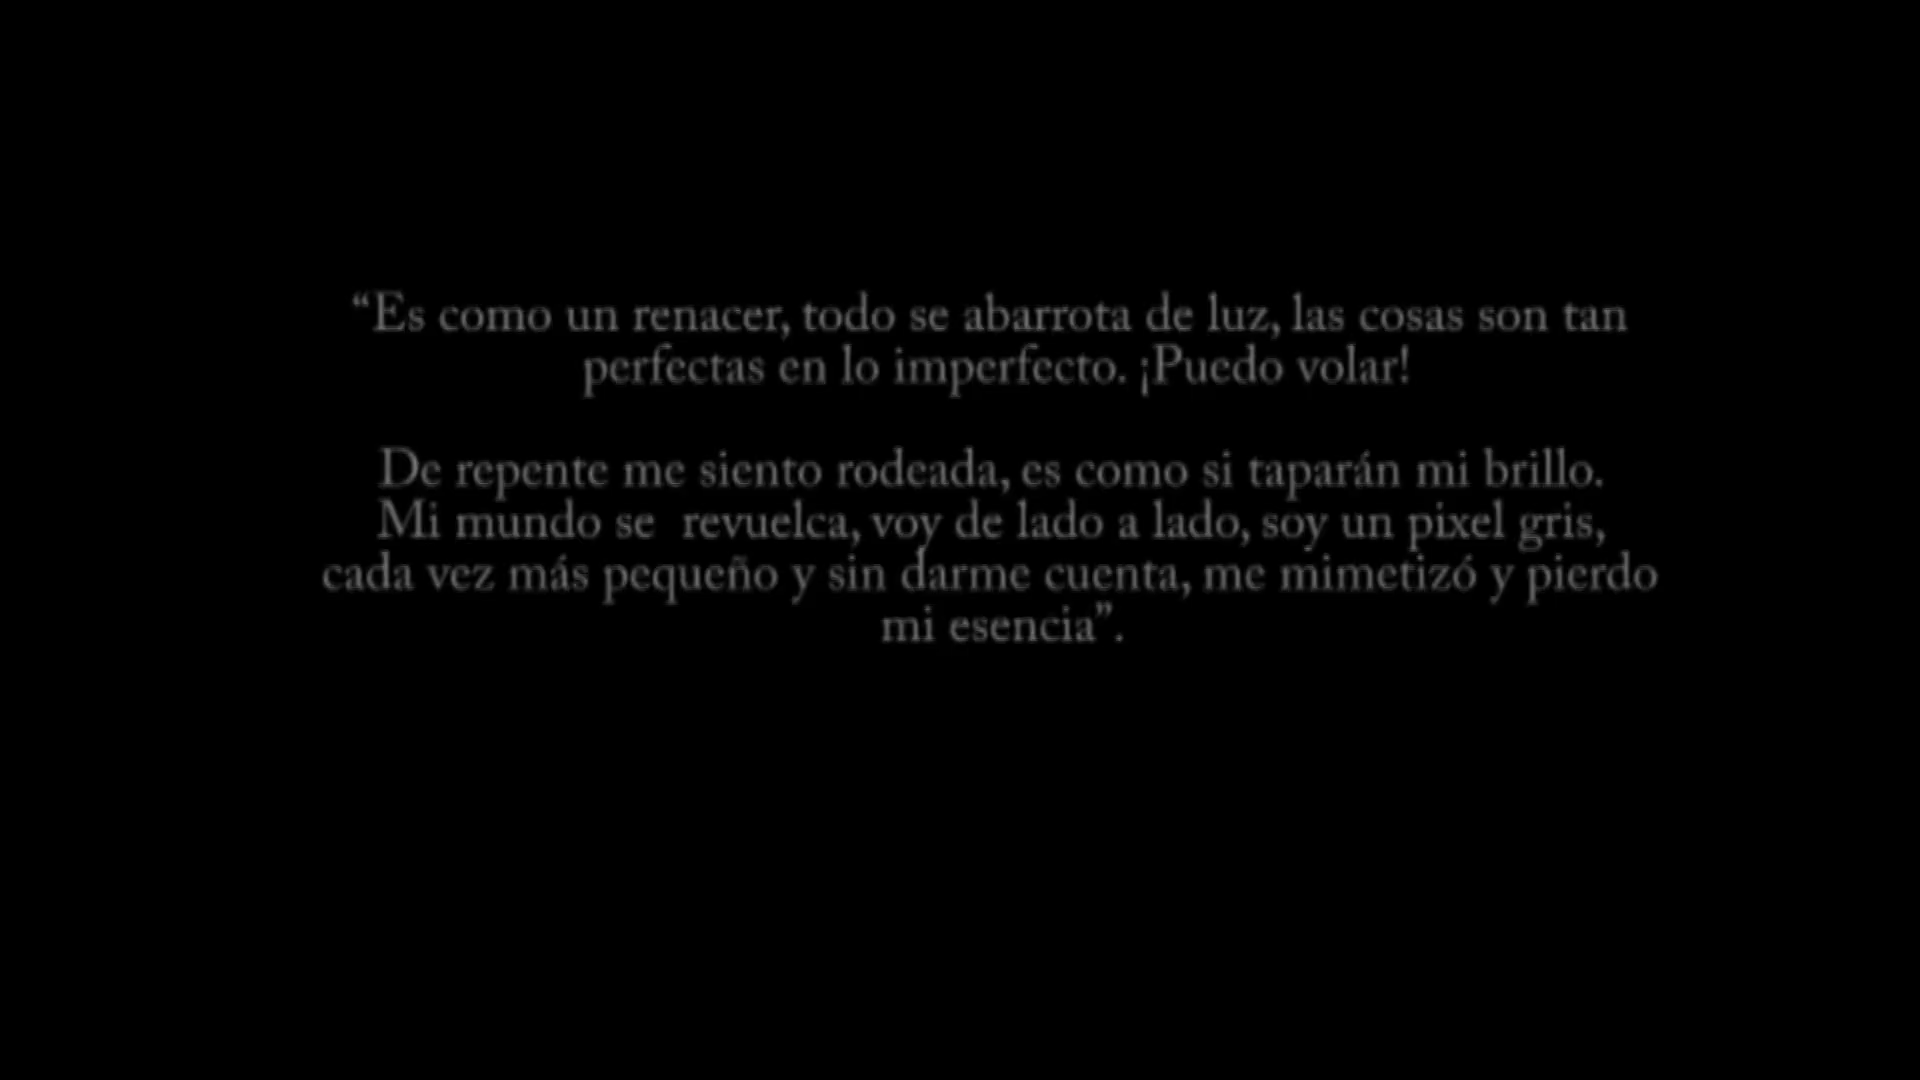 “Es como un renacer, todo se abarrota de luz, las cosas son tan
perfectas en lo imperfecto. ¡Puedo volar!
De repente me siento rodeada, es como si taparán mi brillo.
Mi mundo se  revuelca, voy de lado a lado, soy un pixel gris,
cada vez más pequeño y sin darme cuenta, me mimetizó y pierdo
mi esencia”.